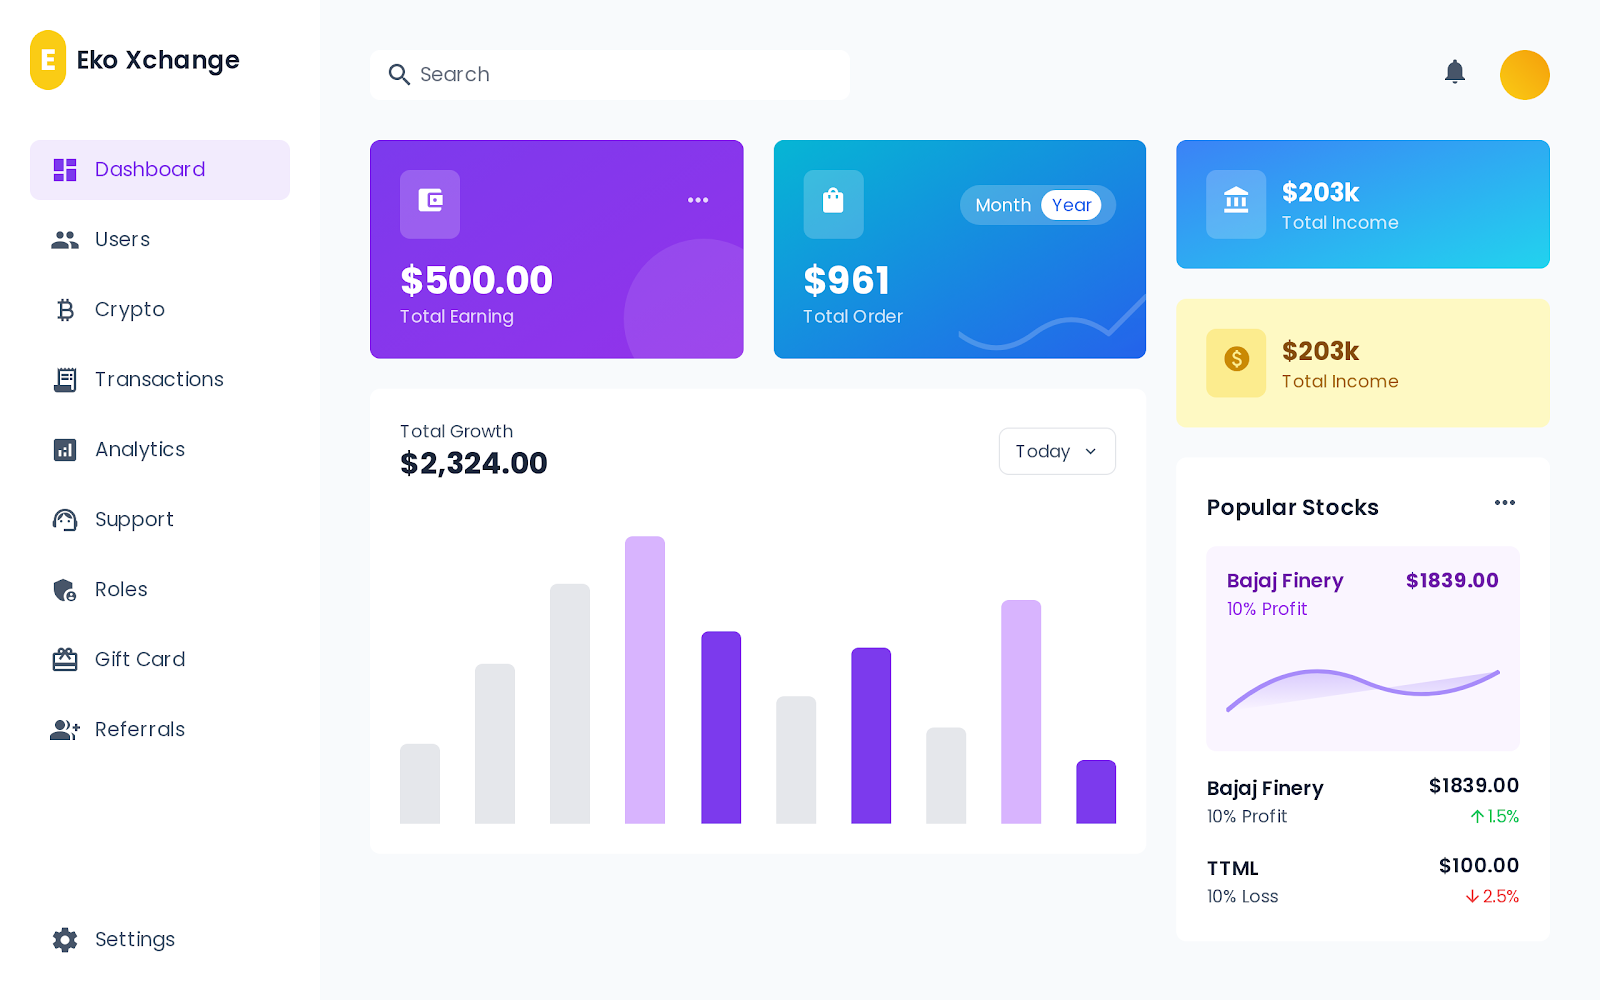 E
Eko Xchange
Dashboard
Users
Crypto
Transactions
Analytics
Support
Roles
Gift Card
Referrals
Settings
Search
$500.00
Total Earning
Month Year
$961
Total Order
$203k
Total Income
$203k
Total Income
Total Growth
$2,324.00
Today
Popular Stocks
Bajaj Finery $1839.00
10% Profit
Bajaj Finery $1839.00
10% Profit 1.5%
TTML $100.00
10% Loss 2.5%